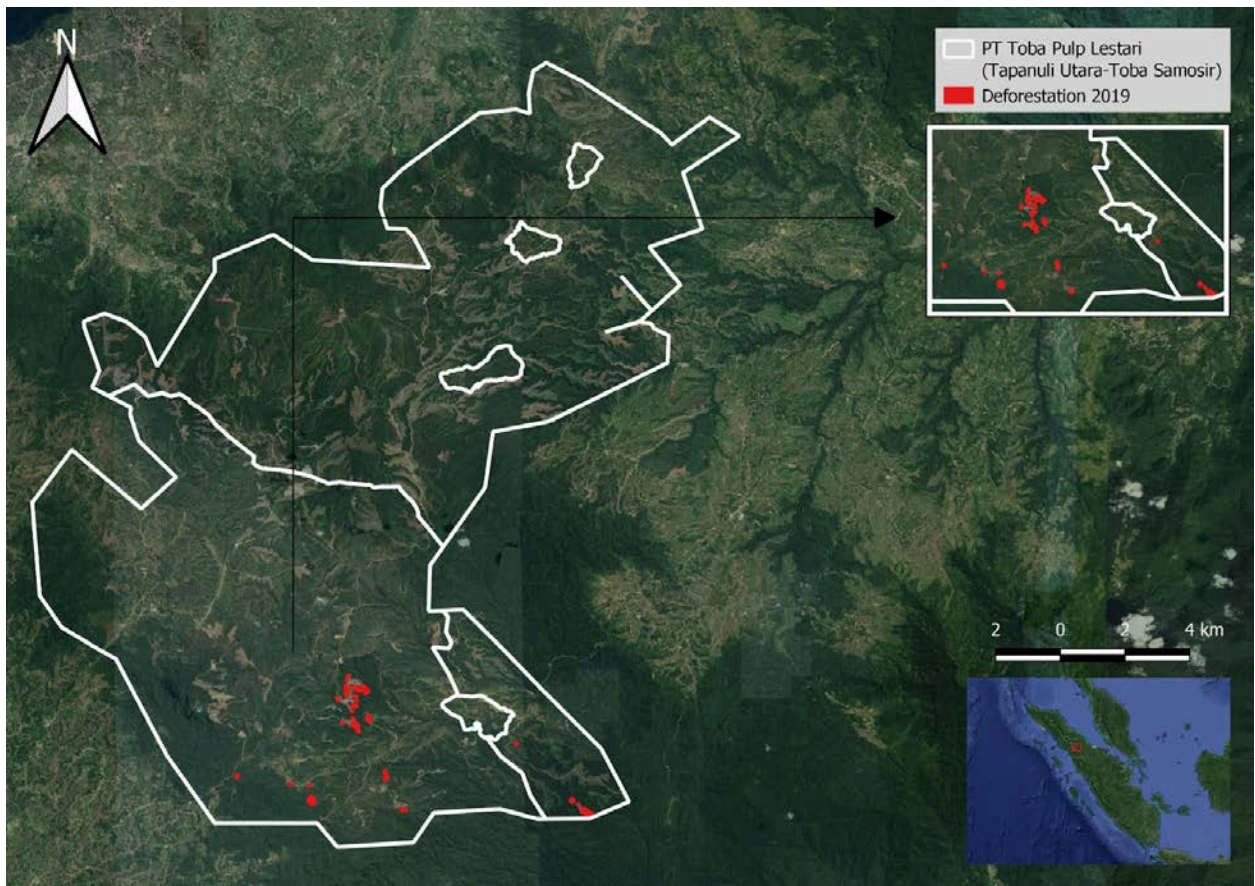 N
PT Toba Pulp Lestari
(Tapanuli Utara-Toba Samosir)
Deforestation 2019
2 0 2 4 km